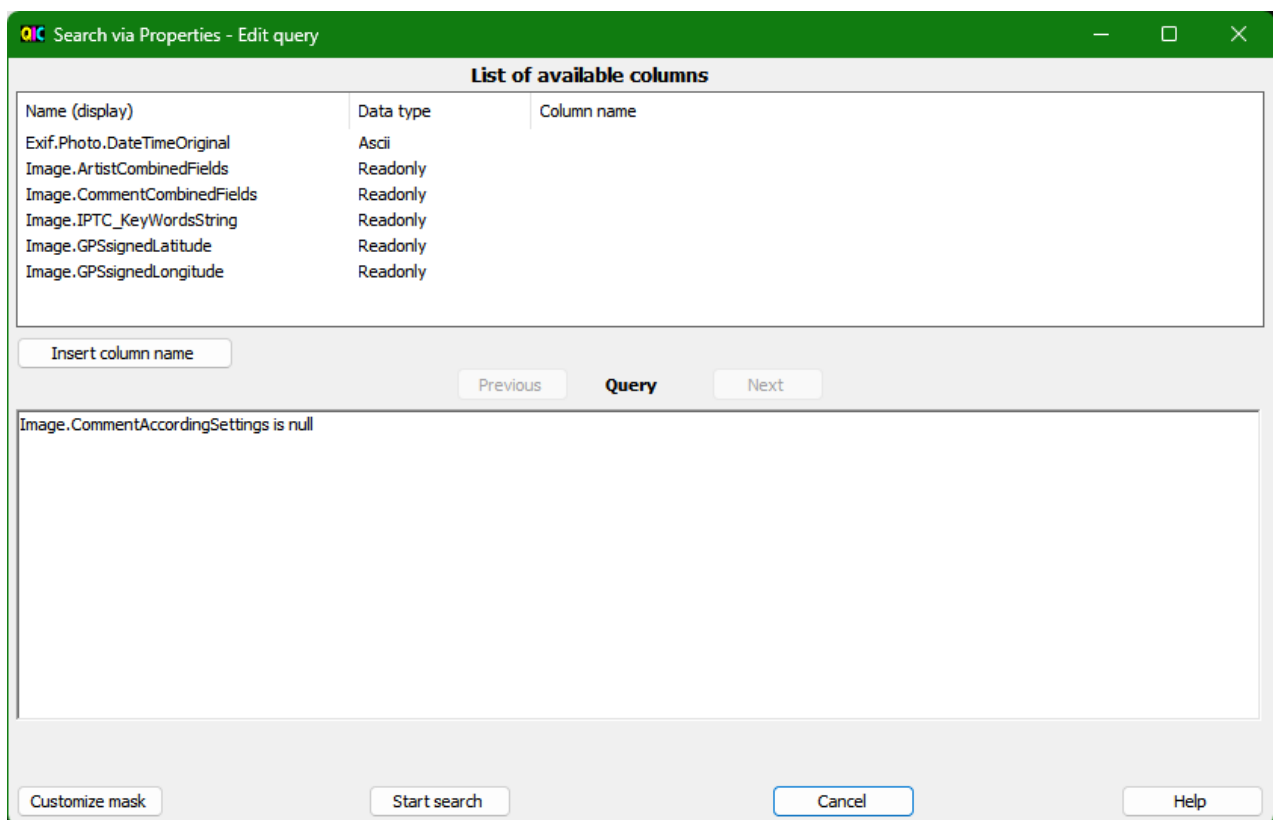 QIC Search via Properties - Edit query
List of available columns
Name (display) Data type Column name
Exif.Photo.DateTimeOriginal Ascii
Image.ArtistCombinedFields Readonly
Image.CommentCombinedFields Readonly
Image.IPTC_KeyWordsString Readonly
Image.GPSsignedLatitude Readonly
Image.GPSsignedLongitude Readonly
Insert column name
Previous Query Next
Image.CommentAccordingSettings is null
Customize mask Start search Cancel Help